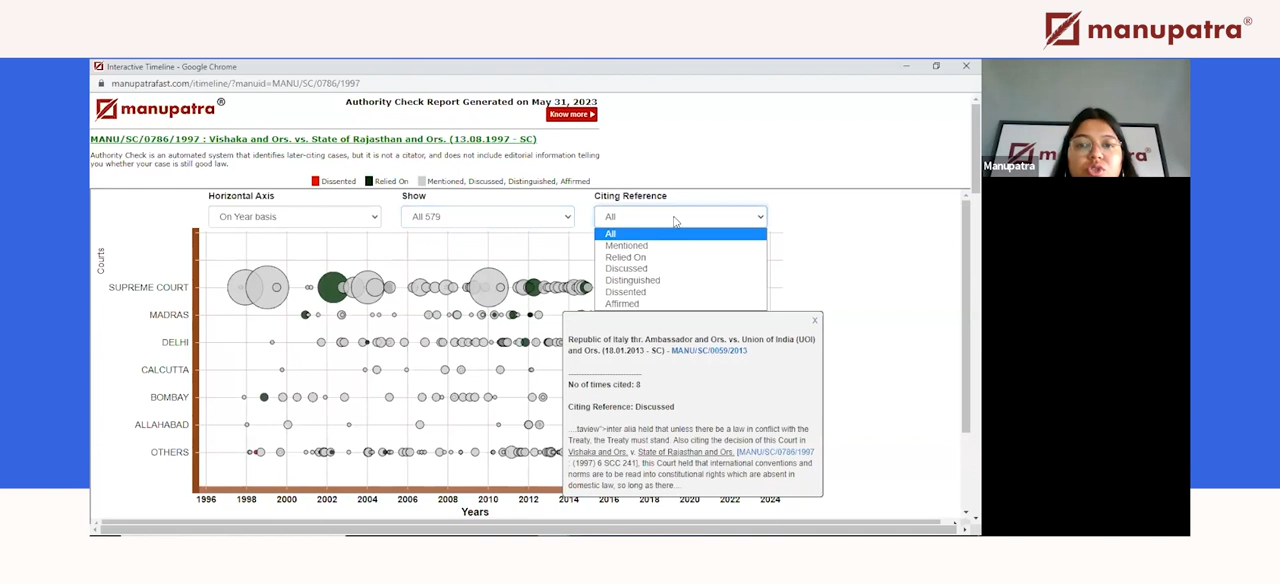 manupatra®
Interactive Timeline - Google Chrome
manupatrafast.com/itimeline/?manuid=MANU/SC/0786/1997
manupatra®
Authority Check Report Generated on May 31, 2023
Know more
MANU/SC/0786/1997 : Vishaka and Ors. vs. State of Rajasthan and Ors. (13.08.1997 - SC)
Authority Check is an automated system that identifies later-citing cases, but it is not a citator, and does not include editorial information telling
you whether your case is still good law.
Dissented Relied On Mentioned, Discussed, Distinguished, Affirmed
Horizontal Axis Show Citing Reference
On Year basis All 579 All
All
Mentioned
Relied On
Discussed
Distinguished
Dissented
Affirmed
Courts
SUPREME COURT
MADRAS
DELHI
CALCUTTA
BOMBAY
ALLAHABAD
OTHERS
X
Republic of Italy thr. Ambassador and Ors. vs. Union of India (UOI)
and Ors. (18.01.2013 - SC) - MANU/SC/0059/2013
No of times cited: 8
Citing Reference: Discussed
....taview">inter alia held that unless there be a law in conflict with the
Treaty, the Treaty must stand. Also citing the decision of this Court in
Vishaka and Ors. v. State of Rajasthan and Ors. [MANU/SC/0786/1997
: (1997) 6 SCC 241], this Court held that international conventions and
norms are to be read into constitutional rights which are absent in
domestic law, so long as there....
1996 1998 2000 2002 2004 2006 2008 2010 2012 2014 2016 2018 2020 2022 2024
Years
Manupatra